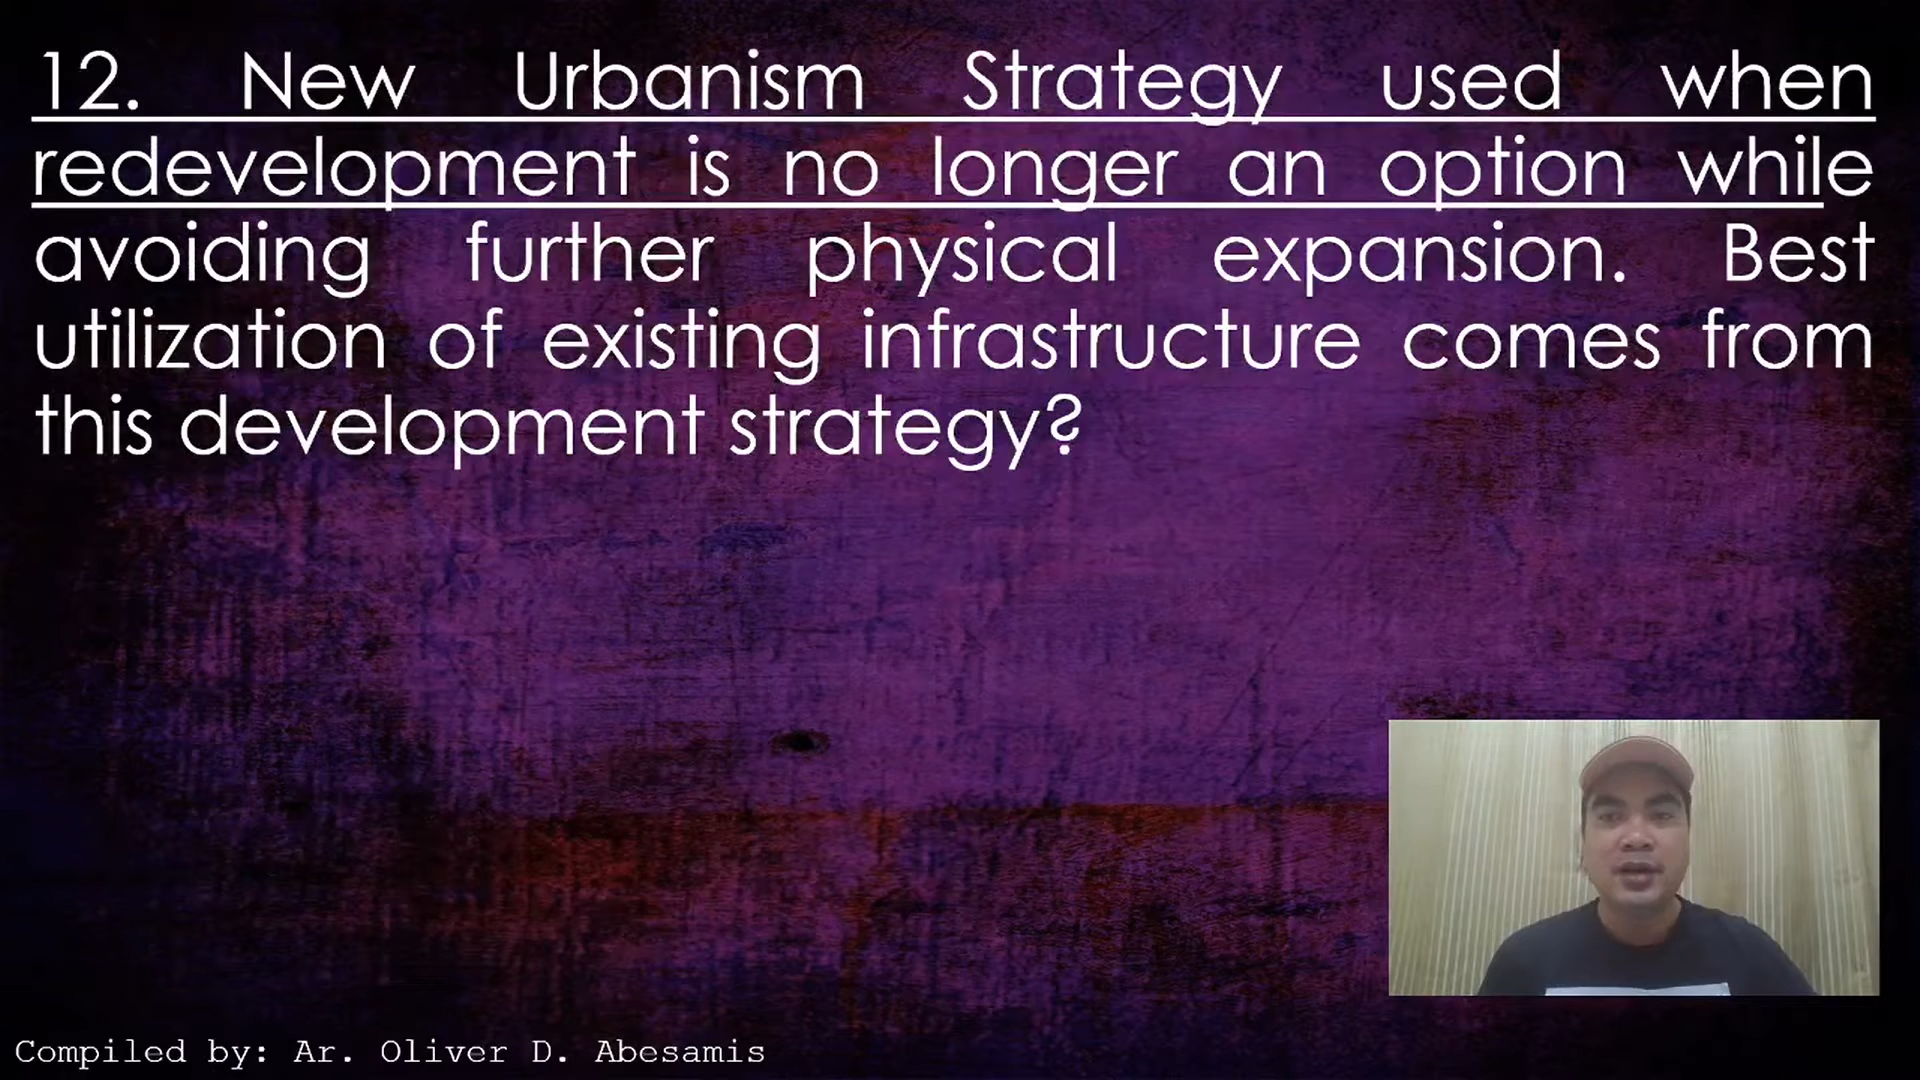 12. New Urbanism Strategy used when
redevelopment is no longer an option while
avoiding further physical expansion. Best
utilization of existing infrastructure comes from
this development strategy?
Compiled by: Ar. Oliver D. Abesamis